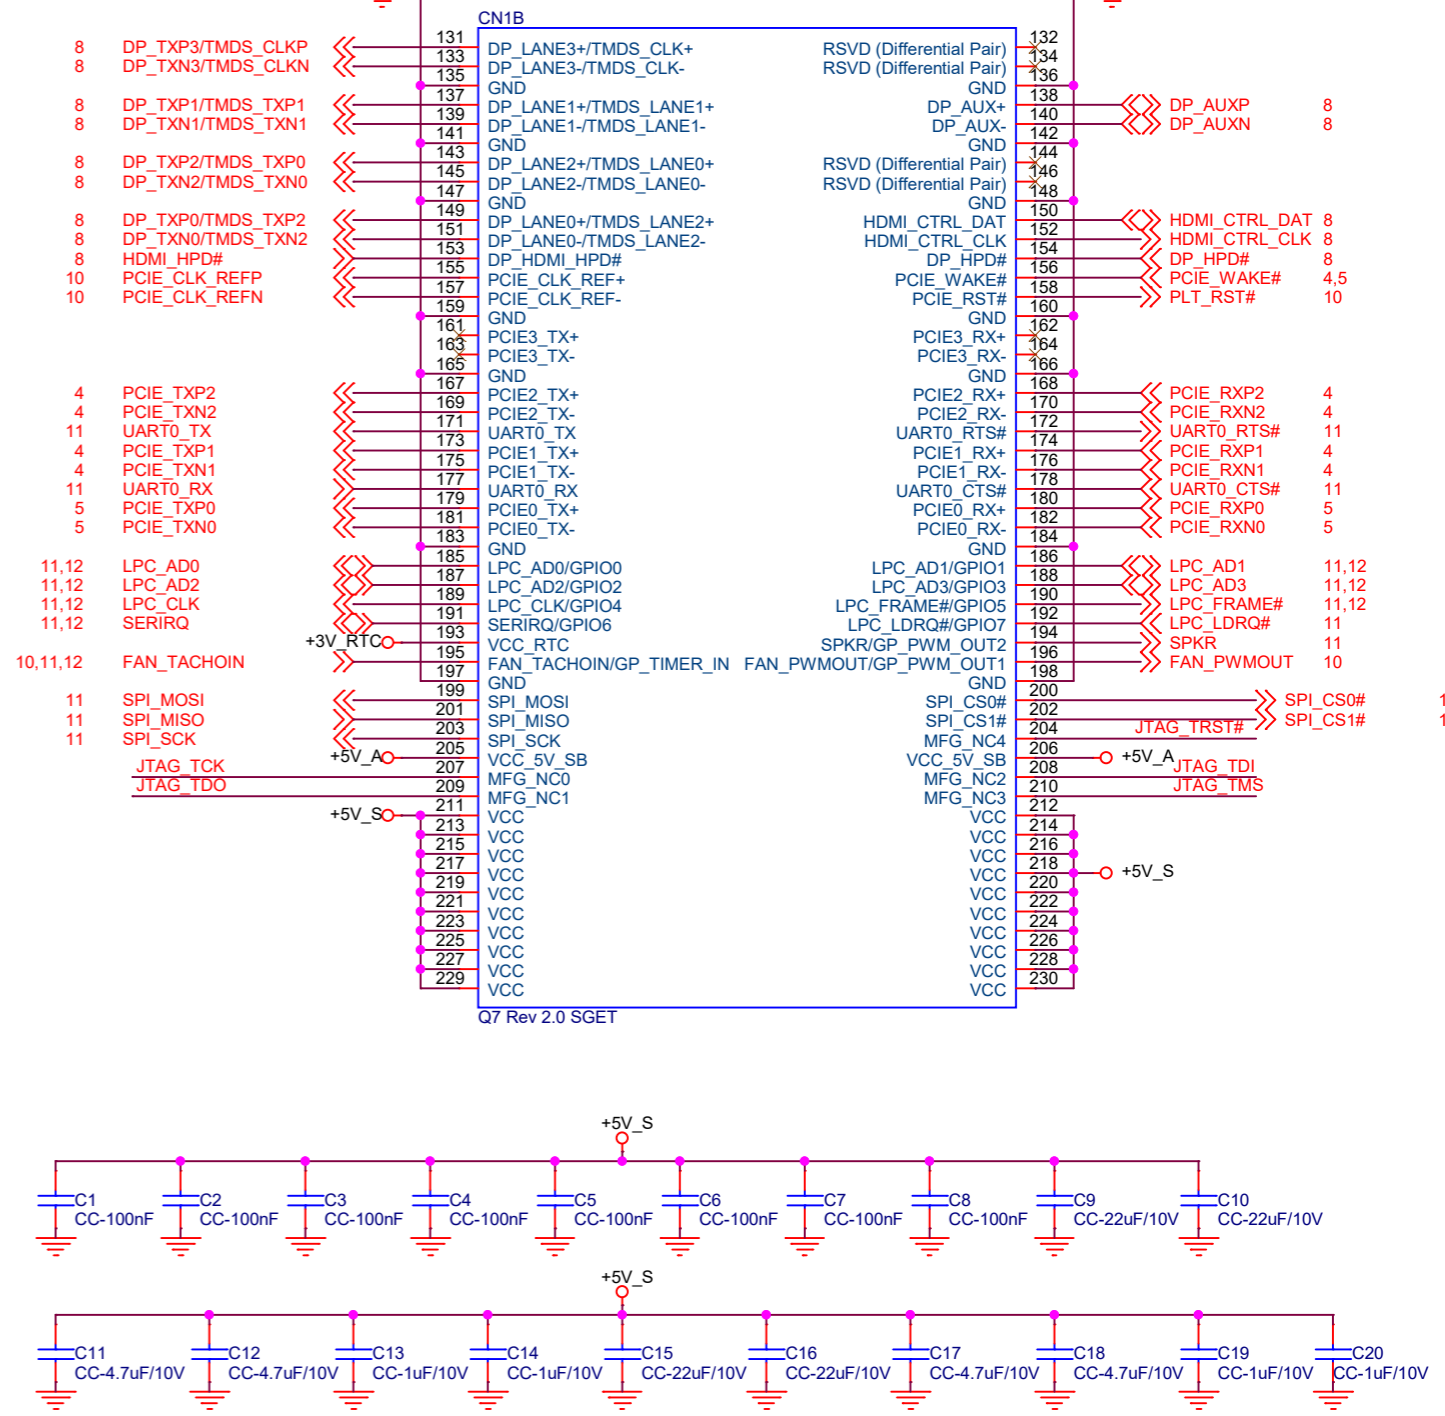 CN1B
8 DP_TXP3/TMDS_CLKP 131 DP_LANE3+/TMDS_CLK+ RSVD (Differential Pair) 132
8 DP_TXN3/TMDS_CLKN 133 DP_LANE3-/TMDS_CLK- RSVD (Differential Pair) 134
135 GND GND 136
8 DP_TXP1/TMDS_TXP1 137 DP_LANE1+/TMDS_LANE1+ DP_AUX+ 138 DP_AUXP 8
8 DP_TXN1/TMDS_TXN1 139 DP_LANE1-/TMDS_LANE1- DP_AUX- 140 DP_AUXN 8
141 GND GND 142
8 DP_TXP2/TMDS_TXP0 143 DP_LANE2+/TMDS_LANE0+ RSVD (Differential Pair) 144
8 DP_TXN2/TMDS_TXN0 145 DP_LANE2-/TMDS_LANE0- RSVD (Differential Pair) 146
147 GND GND 148
8 DP_TXP0/TMDS_TXP2 149 DP_LANE0+/TMDS_LANE2+ HDMI_CTRL_DAT 150 HDMI_CTRL_DAT 8
8 DP_TXN0/TMDS_TXN2 151 DP_LANE0-/TMDS_LANE2- HDMI_CTRL_CLK 152 HDMI_CTRL_CLK 8
8 HDMI_HPD# 153 DP_HDMI_HPD# DP_HPD# 154 DP_HPD# 8
10 PCIE_CLK_REFP 155 PCIE_CLK_REF+ PCIE_WAKE# 156 PCIE_WAKE# 4,5
10 PCIE_CLK_REFN 157 PCIE_CLK_REF- PCIE_RST# 158 PLT_RST# 10
159 GND GND 160
161 PCIE3_TX+ PCIE3_RX+ 162
163 PCIE3_TX- PCIE3_RX- 164
165 GND GND 166
4 PCIE_TXP2 167 PCIE2_TX+ PCIE2_RX+ 168 PCIE_RXP2 4
4 PCIE_TXN2 169 PCIE2_TX- PCIE2_RX- 170 PCIE_RXN2 4
11 UART0_TX 171 UART0_TX UART0_RTS# 172 UART0_RTS# 11
4 PCIE_TXP1 173 PCIE1_TX+ PCIE1_RX+ 174 PCIE_RXP1 4
4 PCIE_TXN1 175 PCIE1_TX- PCIE1_RX- 176 PCIE_RXN1 4
11 UART0_RX 177 UART0_RX UART0_CTS# 178 UART0_CTS# 11
5 PCIE_TXP0 179 PCIE0_TX+ PCIE0_RX+ 180 PCIE_RXP0 5
5 PCIE_TXN0 181 PCIE0_TX- PCIE0_RX- 182 PCIE_RXN0 5
183 GND GND 184
11,12 LPC_AD0 185 LPC_AD0/GPIO0 LPC_AD1/GPIO1 186 LPC_AD1 11,12
11,12 LPC_AD2 187 LPC_AD2/GPIO2 LPC_AD3/GPIO3 188 LPC_AD3 11,12
11,12 LPC_CLK 189 LPC_CLK/GPIO4 LPC_FRAME#/GPIO5 190 LPC_FRAME# 11,12
11,12 SERIRQ 191 SERIRQ/GPIO6 LPC_LDRQ#/GPIO7 192 LPC_LDRQ# 11
+3V_RTC 193 VCC_RTC SPKR/GP_PWM_OUT2 194 SPKR 11
10,11,12 FAN_TACHOIN 195 FAN_TACHOIN/GP_TIMER_IN FAN_PWMOUT/GP_PWM_OUT1 196 FAN_PWMOUT 10
197 GND GND 198
11 SPI_MOSI 199 SPI_MOSI SPI_CS0# 200 SPI_CS0# 1
11 SPI_MISO 201 SPI_MISO SPI_CS1# 202 SPI_CS1# 1
11 SPI_SCK 203 SPI_SCK MFG_NC4 204 JTAG_TRST#
+5V_A 205 VCC_5V_SB VCC_5V_SB 206 +5V_A
JTAG_TCK 207 MFG_NC0 MFG_NC2 208 JTAG_TDI
JTAG_TDO 209 MFG_NC1 MFG_NC3 210 JTAG_TMS
+5V_S 211 VCC VCC 212
213 VCC VCC 214
215 VCC VCC 216
217 VCC VCC 218 +5V_S
219 VCC VCC 220
221 VCC VCC 222
223 VCC VCC 224
225 VCC VCC 226
227 VCC VCC 228
229 VCC VCC 230
Q7 Rev 2.0 SGET
+5V_S
C1 C2 C3 C4 C5 C6 C7 C8 C9 C10
CC-100nF CC-100nF CC-100nF CC-100nF CC-100nF CC-100nF CC-100nF CC-100nF CC-22uF/10V CC-22uF/10V
+5V_S
C11 C12 C13 C14 C15 C16 C17 C18 C19 C20
CC-4.7uF/10V CC-4.7uF/10V CC-1uF/10V CC-1uF/10V CC-22uF/10V CC-22uF/10V CC-4.7uF/10V CC-4.7uF/10V CC-1uF/10V CC-1uF/10V